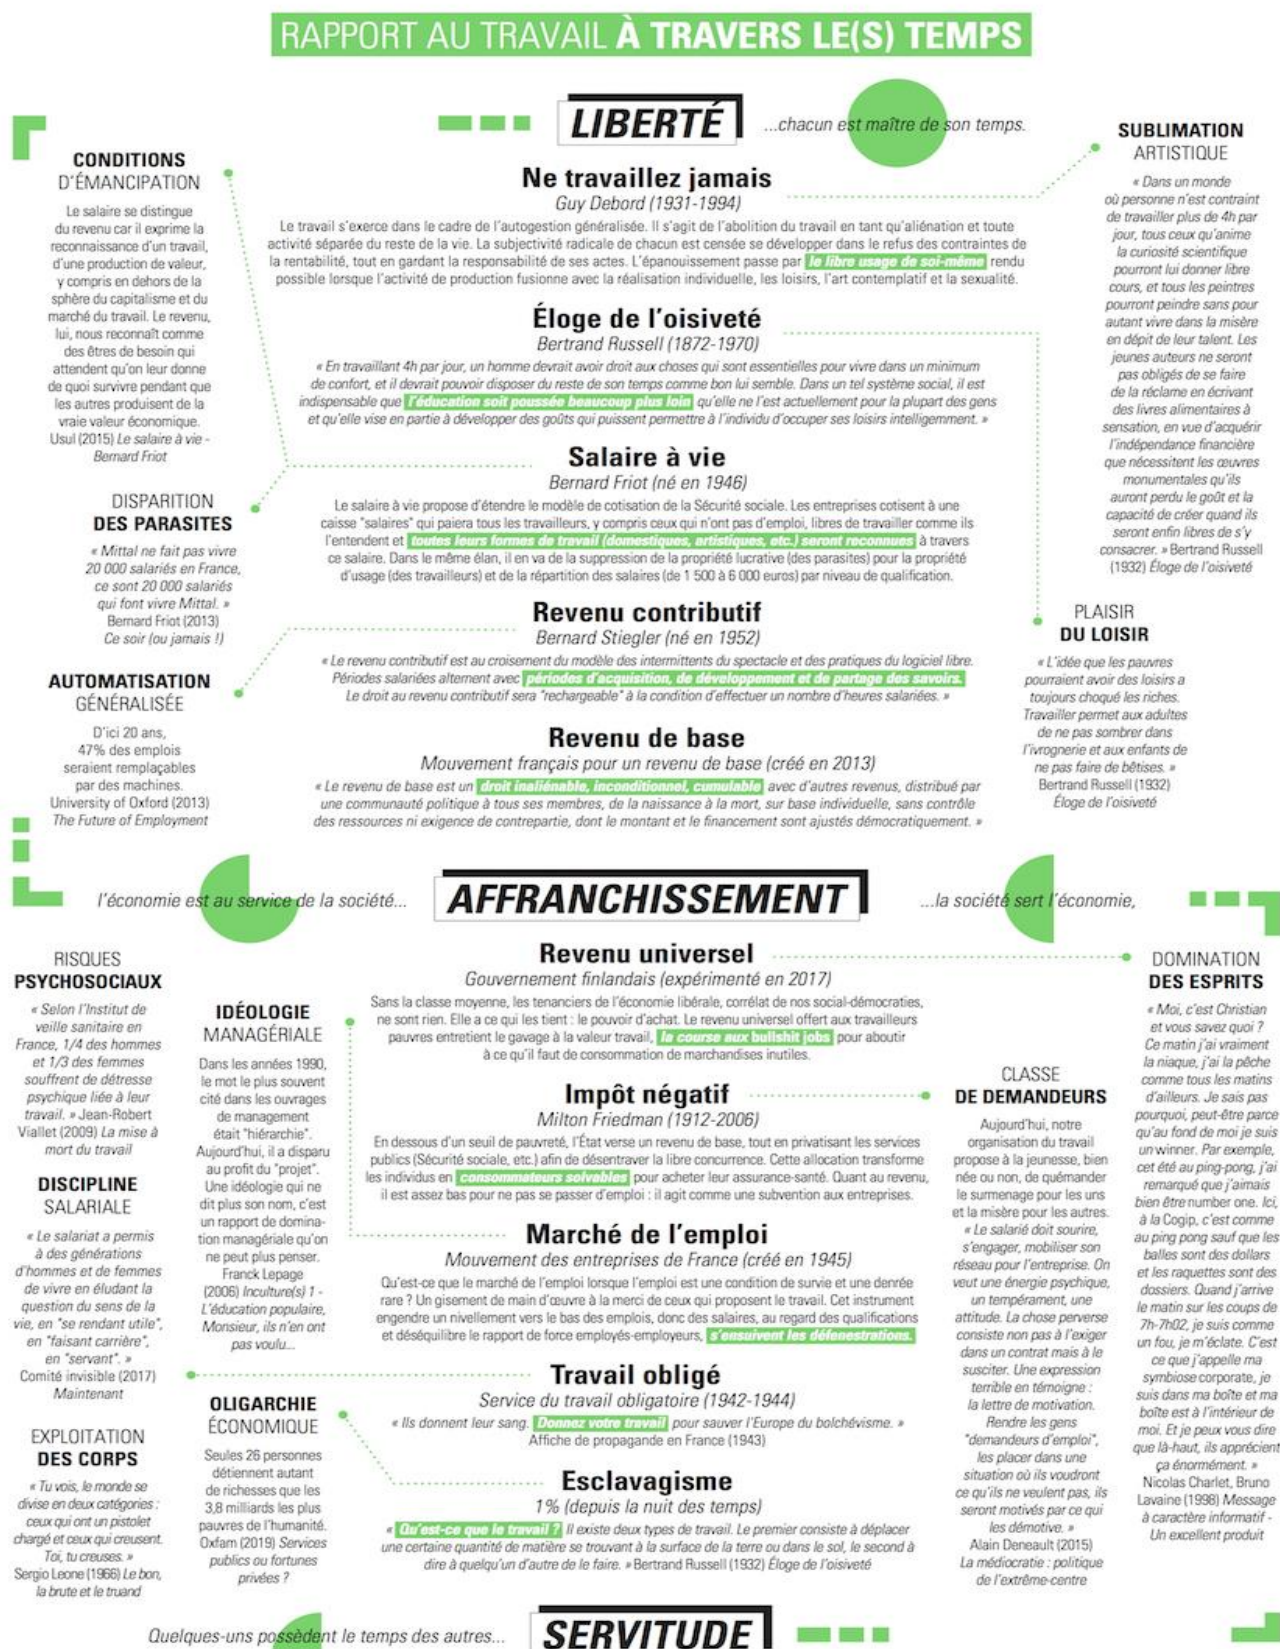 RAPPORT AU TRAVAIL À TRAVERS LE(S) TEMPS
LIBERTÉ
...chacun est maître de son temps.
CONDITIONS
D'ÉMANCIPATION
Le salaire se distingue
du revenu car il exprime la
reconnaissance d'un travail,
d'une production de valeur,
y compris en dehors de la
sphère du capitalisme et du
marché du travail. Le revenu,
lui, nous reconnaît comme
des êtres de besoin qui
attendent qu'on leur donne
de quoi survivre pendant que
les autres produisent de la
vraie valeur économique.
Usul (2015) Le salaire à vie -
Bernard Friot
DISPARITION
DES PARASITES
« Mittal ne fait pas vivre
20 000 salariés en France,
ce sont 20 000 salariés
qui font vivre Mittal. »
Bernard Friot (2013)
Ce soir (ou jamais !)
AUTOMATISATION
GÉNÉRALISÉE
D'ici 20 ans,
47% des emplois
seraient remplaçables
par des machines.
University of Oxford (2013)
The Future of Employment
Ne travaillez jamais
Guy Debord (1931-1994)
Le travail s'exerce dans le cadre de l'autogestion généralisée. Il s'agit de l'abolition du travail en tant qu'aliénation et toute
activité séparée du reste de la vie. La subjectivité radicale de chacun est censée se développer dans le refus des contraintes de
la rentabilité, tout en gardant la responsabilité de ses actes. L'épanouissement passe par le libre usage de soi-même rendu
possible lorsque l'activité de production fusionne avec la réalisation individuelle, les loisirs, l'art contemplatif et la sexualité.
Éloge de l'oisiveté
Bertrand Russell (1872-1970)
« En travaillant 4h par jour, un homme devrait avoir droit aux choses qui sont essentielles pour vivre dans un minimum
de confort, et il devrait pouvoir disposer du reste de son temps comme bon lui semble. Dans un tel système social, il est
indispensable que l'éducation soit poussée beaucoup plus loin qu'elle ne l'est actuellement pour la plupart des gens
et qu'elle vise en partie à développer des goûts qui puissent permettre à l'individu d'occuper ses loisirs intelligemment. »
Salaire à vie
Bernard Friot (né en 1946)
Le salaire à vie propose d'étendre le modèle de cotisation de la Sécurité sociale. Les entreprises cotisent à une
caisse "salaires" qui paiera tous les travailleurs, y compris ceux qui n'ont pas d'emploi, libres de travailler comme ils
l'entendent et toutes leurs formes de travail (domestiques, artistiques, etc.) seront reconnues à travers
ce salaire. Dans le même élan, il en va de la suppression de la propriété lucrative (des parasites) pour la propriété
d'usage (des travailleurs) et de la répartition des salaires (de 1 500 à 6 000 euros) par niveau de qualification.
Revenu contributif
Bernard Stiegler (né en 1952)
« Le revenu contributif est au croisement du modèle des intermittents du spectacle et des pratiques du logiciel libre.
Périodes salariées alternent avec périodes d'acquisition, de développement et de partage des savoirs.
Le droit au revenu contributif sera "rechargeable" à la condition d'effectuer un nombre d'heures salariées. »
Revenu de base
Mouvement français pour un revenu de base (créé en 2013)
« Le revenu de base est un droit inaliénable, inconditionnel, cumulable avec d'autres revenus, distribué par
une communauté politique à tous ses membres, de la naissance à la mort, sur base individuelle, sans contrôle
des ressources ni exigence de contrepartie, dont le montant et le financement sont ajustés démocratiquement. »
SUBLIMATION
ARTISTIQUE
« Dans un monde
où personne n'est contraint
de travailler plus de 4h par
jour, tous ceux qu'anime
la curiosité scientifique
pourront lui donner libre
cours, et tous les peintres
pourront peindre sans pour
autant vivre dans la misère
en dépit de leur talent. Les
jeunes auteurs ne seront
pas obligés de se faire
de la réclame en écrivant
des livres alimentaires à
sensation, en vue d'acquérir
l'indépendance financière
que nécessitent les œuvres
monumentales qu'ils
auront perdu le goût et la
capacité de créer quand ils
seront enfin libres de s'y
consacrer. » Bertrand Russell
(1932) Éloge de l'oisiveté
PLAISIR
DU LOISIR
« L'idée que les pauvres
pourraient avoir des loisirs a
toujours choqué les riches.
Travailler permet aux adultes
de ne pas sombrer dans
l'ivrognerie et aux enfants de
ne pas faire de bêtises. »
Bertrand Russell (1932)
Éloge de l'oisiveté
l'économie est au service de la société...
AFFRANCHISSEMENT
...la société sert l'économie,
RISQUES
PSYCHOSOCIAUX
« Selon l'Institut de
veille sanitaire en
France, 1/4 des hommes
et 1/3 des femmes
souffrent de détresse
psychique liée à leur
travail. » Jean-Robert
Viallet (2009) La mise à
mort du travail
DISCIPLINE
SALARIALE
« Le salariat a permis
à des générations
d'hommes et de femmes
de vivre en éludant la
question du sens de la
vie, en "se rendant utile",
en "faisant carrière",
en "servant". »
Comité invisible (2017)
Maintenant
EXPLOITATION
DES CORPS
« Tu vois, le monde se
divise en deux catégories :
ceux qui ont un pistolet
chargé et ceux qui creusent.
Toi, tu creuses. »
Sergio Leone (1966) Le bon,
la brute et le truand
IDÉOLOGIE
MANAGÉRIALE
Dans les années 1990,
le mot le plus souvent
cité dans les ouvrages
de management
était "hiérarchie".
Aujourd'hui, il a disparu
au profit du "projet".
Une idéologie qui ne
dit plus son nom, c'est
un rapport de domina-
tion managériale qu'on
ne peut plus penser.
Franck Lepage
(2006) Inculture(s) 1 -
L'éducation populaire,
Monsieur, ils n'en ont
pas voulu...
OLIGARCHIE
ÉCONOMIQUE
Seules 26 personnes
détiennent autant
de richesses que les
3,8 milliards les plus
pauvres de l'humanité.
Oxfam (2019) Services
publics ou fortunes
privées ?
Revenu universel
Gouvernement finlandais (expérimenté en 2017)
Sans la classe moyenne, les tenanciers de l'économie libérale, corrélat de nos social-démocraties,
ne sont rien. Elle a ce qui les tient : le pouvoir d'achat. Le revenu universel offert aux travailleurs
pauvres entretient le gavage à la valeur travail, la course aux bullshit jobs pour aboutir
à ce qu'il faut de consommation de marchandises inutiles.
Impôt négatif
Milton Friedman (1912-2006)
En dessous d'un seuil de pauvreté, l'État verse un revenu de base, tout en privatisant les services
publics (Sécurité sociale, etc.) afin de désentraver la libre concurrence. Cette allocation transforme
les individus en consommateurs solvables pour acheter leur assurance-santé. Quant au revenu,
il est assez bas pour ne pas se passer d'emploi : il agit comme une subvention aux entreprises.
Marché de l'emploi
Mouvement des entreprises de France (créé en 1945)
Qu'est-ce que le marché de l'emploi lorsque l'emploi est une condition de survie et une denrée
rare ? Un gisement de main d'œuvre à la merci de ceux qui proposent le travail. Cet instrument
engendre un nivellement vers le bas des emplois, donc des salaires, au regard des qualifications
et déséquilibre le rapport de force employés-employeurs, s'ensuivent les défenestrations.
Travail obligé
Service du travail obligatoire (1942-1944)
« Ils donnent leur sang. Donnez votre travail pour sauver l'Europe du bolchévisme. »
Affiche de propagande en France (1943)
Esclavagisme
1% (depuis la nuit des temps)
« Qu'est-ce que le travail ? Il existe deux types de travail. Le premier consiste à déplacer
une certaine quantité de matière se trouvant à la surface de la terre ou dans le sol, le second à
dire à quelqu'un d'autre de le faire. » Bertrand Russell (1932) Éloge de l'oisiveté
CLASSE
DE DEMANDEURS
Aujourd'hui, notre
organisation du travail
propose à la jeunesse, bien
née ou non, de quémander
le surmenage pour les uns
et la misère pour les autres.
« Le salarié doit sourire,
s'engager, mobiliser son
réseau pour l'entreprise. On
veut une énergie psychique,
un tempérament, une
attitude. La chose perverse
consiste non pas à l'exiger
dans un contrat mais à le
susciter. Une expression
terrible en témoigne :
la lettre de motivation.
Rendre les gens
"demandeurs d'emploi",
les placer dans une
situation où ils voudront
ce qu'ils ne veulent pas, ils
seront motivés par ce qui
les démotive. »
Alain Deneault (2015)
La médiocratie : politique
de l'extrême-centre
DOMINATION
DES ESPRITS
« Moi, c'est Christian
et vous savez quoi ?
Ce matin j'ai vraiment
la niaque, j'ai la pêche
comme tous les matins
d'ailleurs. Je sais pas
pourquoi, peut-être parce
qu'au fond de moi je suis
un winner. Par exemple,
cet été au ping-pong, j'ai
remarqué que j'aimais
bien être number one. Ici,
à la Cogip, c'est comme
au ping pong sauf que les
balles sont des dollars
et les raquettes sont des
dossiers. Quand j'arrive
le matin sur les coups de
7h-7h02, je suis comme
un fou, je m'éclate. C'est
ce que j'appelle ma
symbiose corporate, je
suis dans ma boîte et ma
boîte est à l'intérieur de
moi. Et je peux vous dire
que là-haut, ils apprécient
ça énormément. »
Nicolas Charlet, Bruno
Lavaine (1998) Message
à caractère informatif -
Un excellent produit
Quelques-uns possèdent le temps des autres...
SERVITUDE